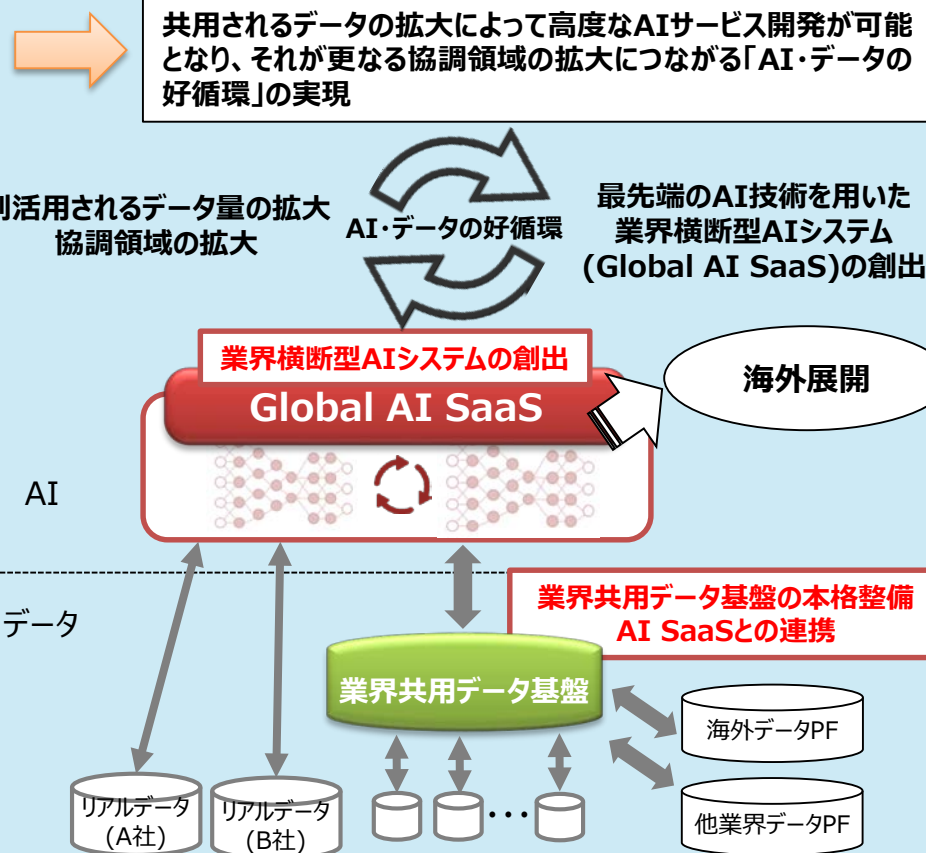 共用されるデータの拡大によって高度なAIサービス開発が可能
となり、それが更なる協調領域の拡大につながる「AI・データの
好循環」の実現
活用されるデータ量の拡大
協調領域の拡大
AI・データの好循環
最先端のAI技術を用いた
業界横断型AIシステム
(Global AI SaaS)の創出
業界横断型AIシステムの創出
Global AI SaaS
海外展開
AI
データ
業界共用データ基盤の本格整備
AI SaaSとの連携
業界共用データ基盤
海外データPF
他業界データPF
リアルデータ
(A社)
リアルデータ
(B社)
・・・